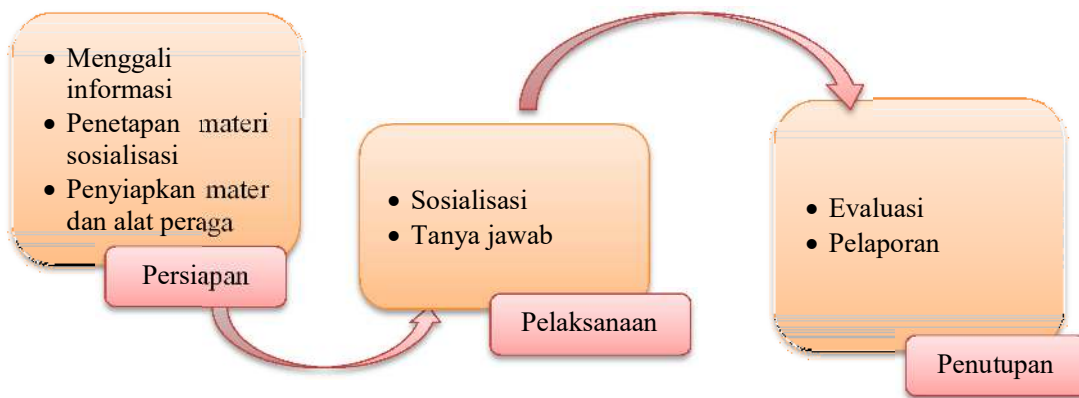 • Menggali
informasi
• Penetapan materi
sosialisasi
• Penyiapkan mater
dan alat peraga
Persiapan
• Sosialisasi
• Tanya jawab
Pelaksanaan
• Evaluasi
• Pelaporan
Penutupan